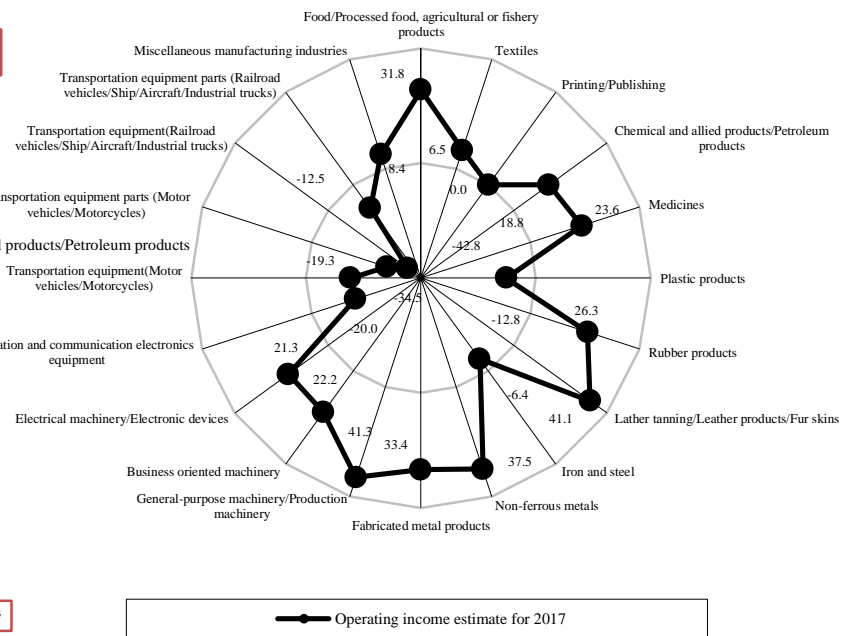 Food/Processed food, agricultural or fishery
products
Miscellaneous manufacturing industries
Textiles
31.8
Transportation equipment parts (Railroad
vehicles/Ship/Aircraft/Industrial trucks)
Printing/Publishing
Transportation equipment(Railroad
vehicles/Ship/Aircraft/Industrial trucks)
Chemical and allied products/Petroleum
products
6.5
8.4
-12.5
0.0
parts (Motor
vehicles/Motorcycles)
Medicines
23.6
18.8
products/Petroleum products
-42.8
-19.3
Transportation equipment(Motor
vehicles/Motorcycles)
Plastic products
-34.5
26.3
-12.8
-20.0
and communication electronics
equipment
Rubber products
21.3
22.2
-6.4
41.1
Electrical machinery/Electronic devices
Lather tanning/Leather products/Fur skins
41.3
33.4
37.5
Business oriented machinery
Iron and steel
General-purpose machinery/Production
machinery
Non-ferrous metals
Fabricated metal products
Operating income estimate for 2017